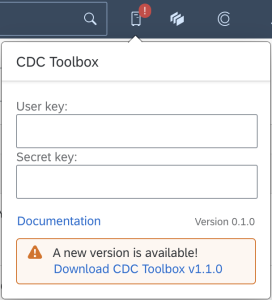 !
CDC Toolbox
User key:
Secret key:
Documentation Version 0.1.0
A new version is available!
Download CDC Toolbox v1.1.0